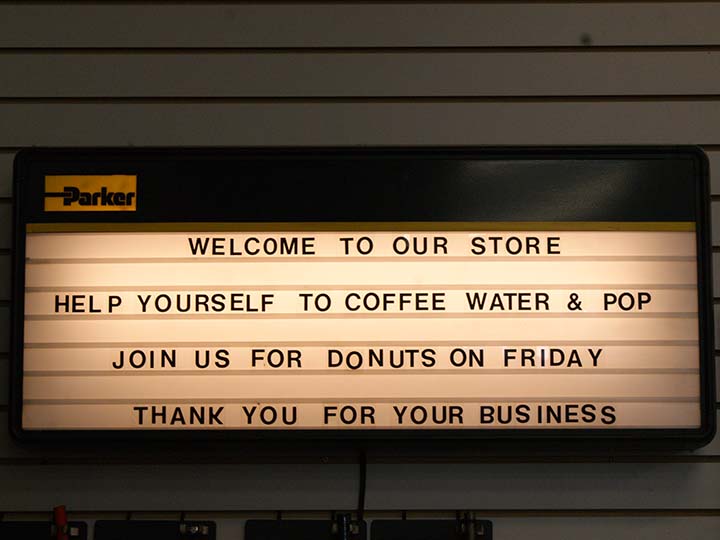 Parker
WELCOME TO OUR STORE
HELP YOURSELF TO COFFEE WATER & POP
JOIN US FOR DONUTS ON FRIDAY
THANK YOU FOR YOUR BUSINESS